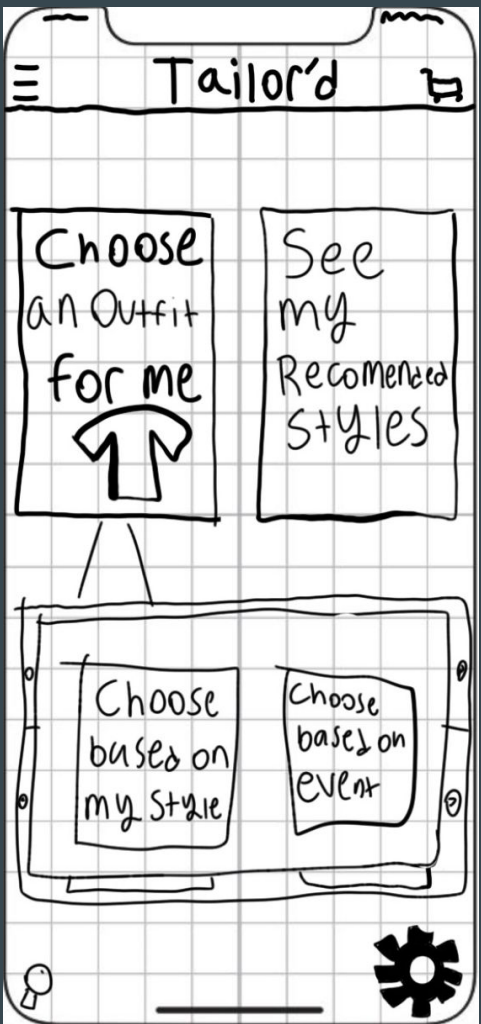 Tailor'd
Choose
an Outfit
for me
See
my
Recomended
Styles
Choose
based on
my style
Choose
based on
event